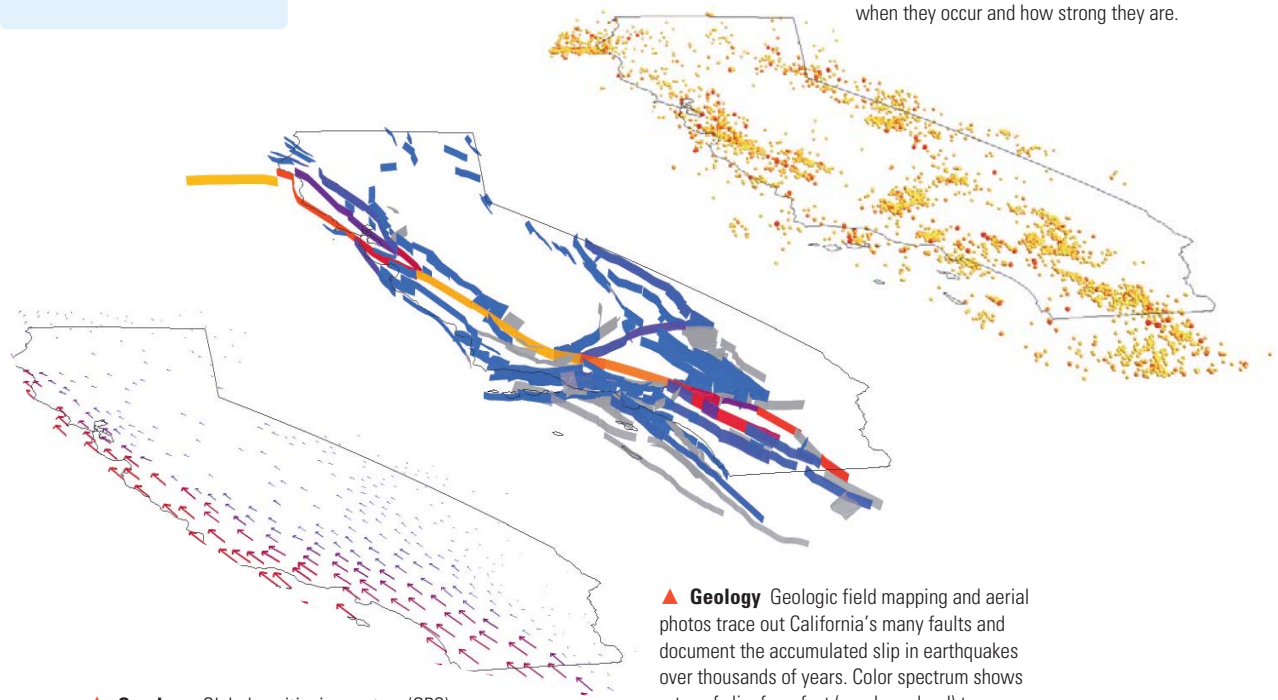 when they occur and how strong they are.
▲ Geology Geologic field mapping and aerial
photos trace out California's many faults and
document the accumulated slip in earthquakes
over thousands of years. Color spectrum shows